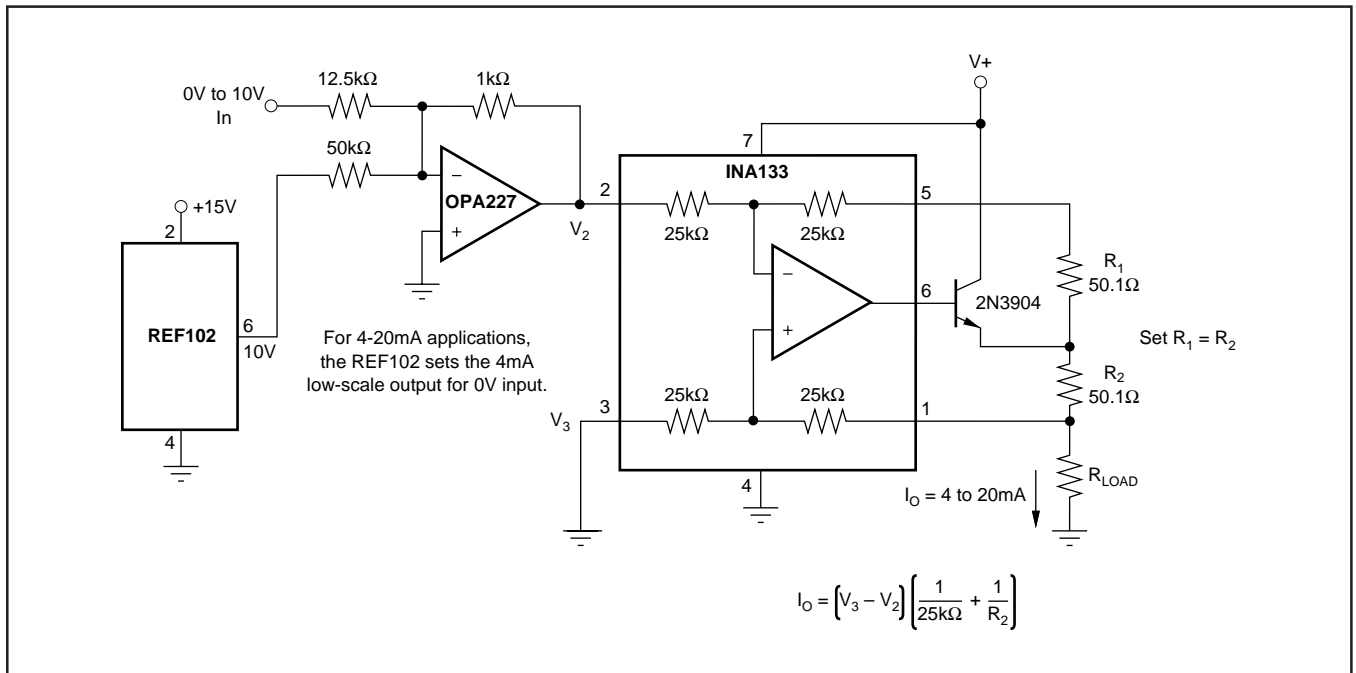 V+
12.5kΩ
1kΩ
0V to 10V
In
50kΩ
7
INA133
OPA227
–
+
V2
2
5
25kΩ
25kΩ
+15V
2
R1
50.1Ω
–
+
6
2N3904
REF102
6
10V
For 4-20mA applications,
the REF102 sets the 4mA
low-scale output for 0V input.
Set R1 = R2
R2
50.1Ω
25kΩ
25kΩ
V3
3
1
4
4
RLOAD
IO = 4 to 20mA
IO = (V3 – V2) (1/25kΩ + 1/R2)